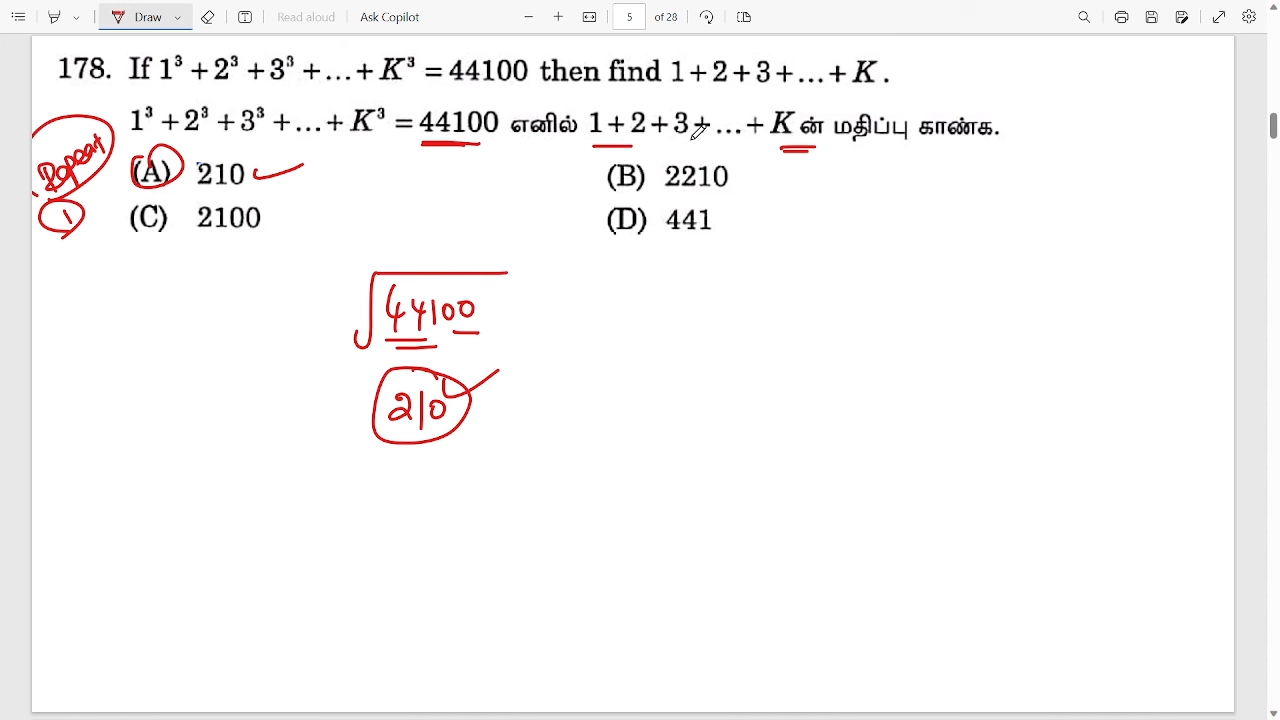 Draw
Read aloud
Ask Copilot
5 of 28
178. If 1³ + 2³ + 3³ + ... + K³ = 44100 then find 1 + 2 + 3 + ... + K.
1³ + 2³ + 3³ + ... + K³ = 44100 எனில் 1 + 2 + 3 + ... + K ன் மதிப்பு காண்க.
Repeat
(A) 210
(B) 2210
1
(C) 2100
(D) 441
√44100
210